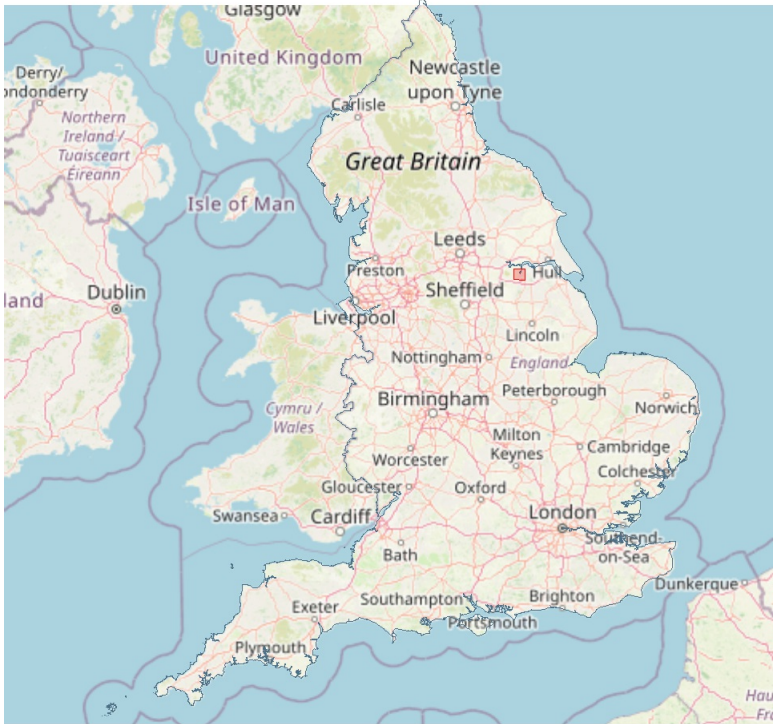 Glasgow
United Kingdom
Newcastle
upon Tyne
Derry/
ondonderry
Carlisle
Northern
Ireland /
Tuaisceart
Éireann
Great Britain
Isle of Man
Leeds
Preston
Hull
land
Dublin
Sheffield
Liverpool
Lincoln
Nottingham
England
Birmingham
Peterborough
Norwich
Cymru /
Wales
Milton
Keynes
Cambridge
Worcester
Colchester
Gloucester
Oxford
Swansea
Cardiff
London
Southend-
on-Sea
Bath
Dunkerque
Southampton
Brighton
Exeter
Portsmouth
Plymouth
Hau
Fr